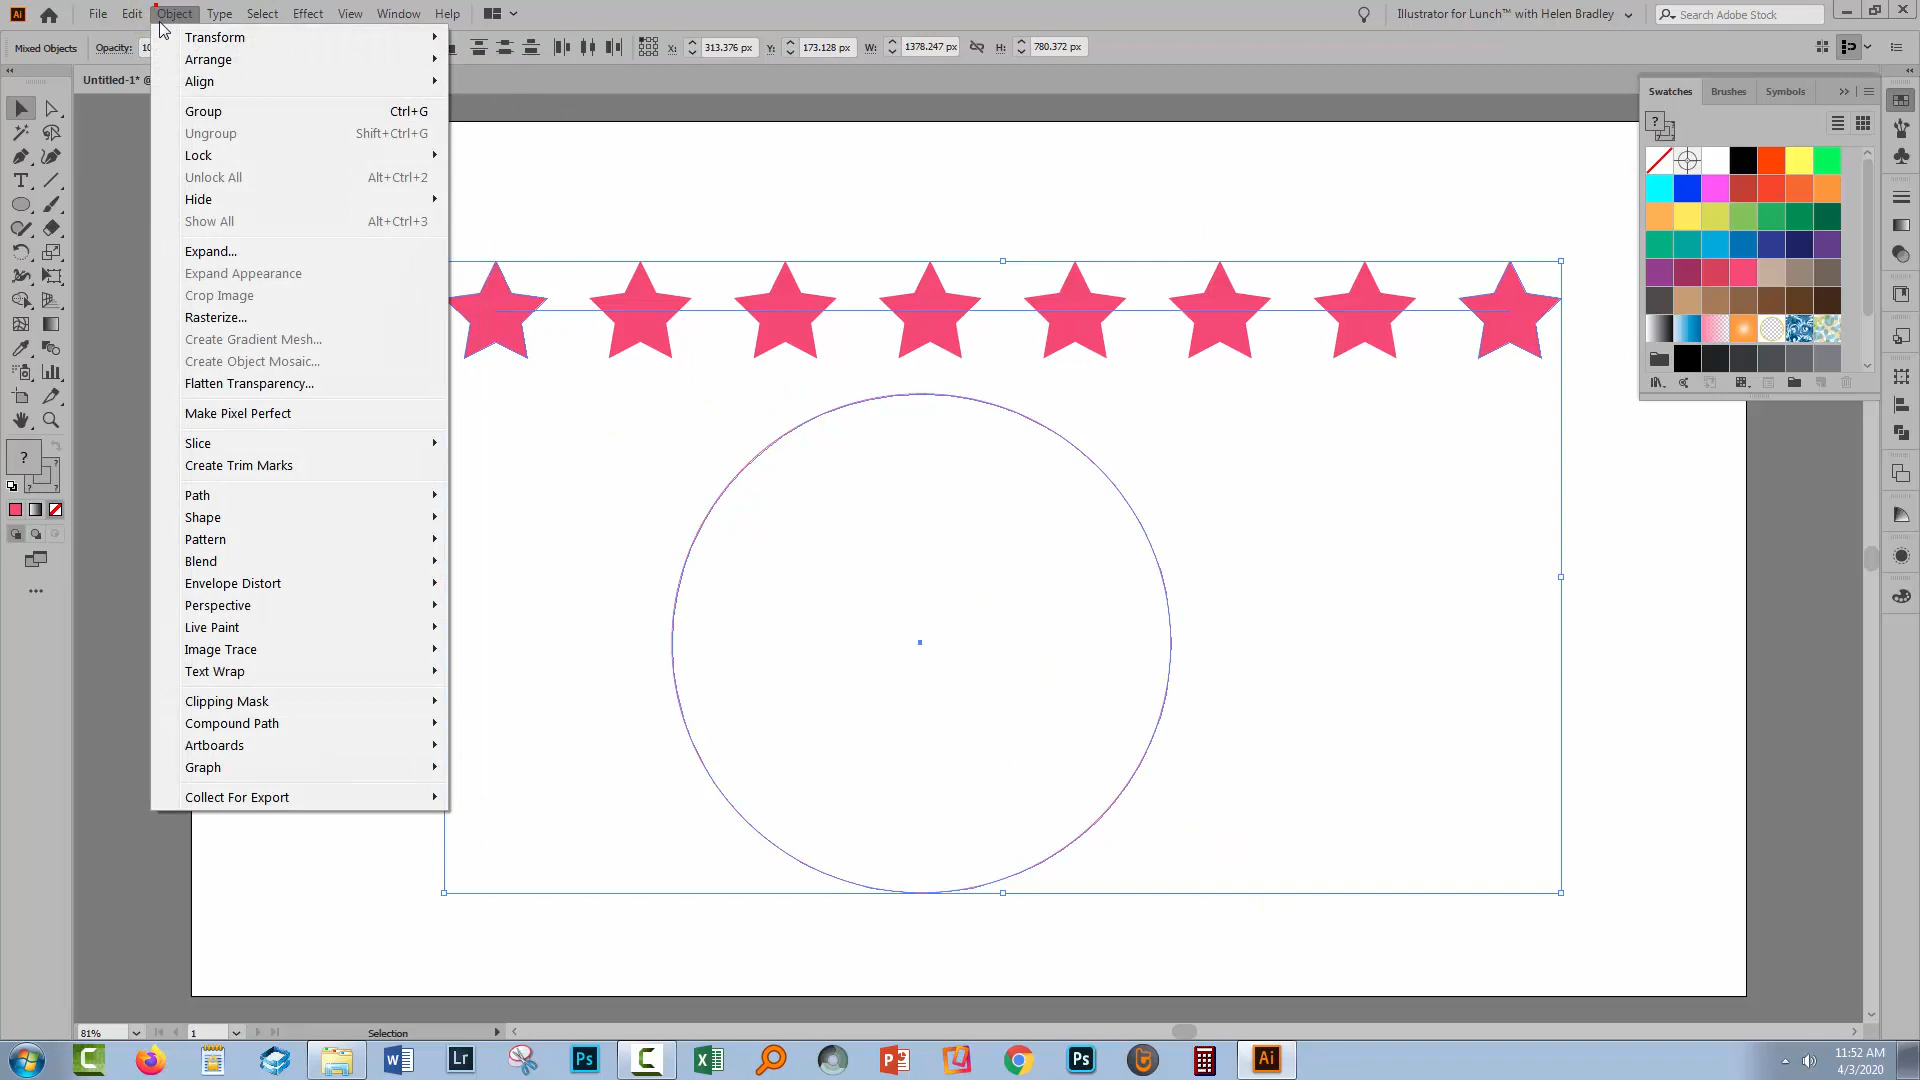 File Edit Object Type Select Effect View Window Help
Illustrator for Lunch™ with Helen Bradley
Search Adobe Stock
Mixed Objects Opacity: 10 X: 313.376 px Y: 173.128 px W: 1378.247 px H: 780.372 px
Untitled-1* @
Transform
Arrange
Align
Group Ctrl+G
Ungroup Shift+Ctrl+G
Lock
Unlock All Alt+Ctrl+2
Hide
Show All Alt+Ctrl+3
Expand...
Expand Appearance
Crop Image
Rasterize...
Create Gradient Mesh...
Create Object Mosaic...
Flatten Transparency...
Make Pixel Perfect
Slice
Create Trim Marks
Path
Shape
Pattern
Blend
Envelope Distort
Perspective
Live Paint
Image Trace
Text Wrap
Clipping Mask
Compound Path
Artboards
Graph
Collect For Export
Swatches Brushes Symbols
81% 1 Selection
11:52 AM
4/3/2020